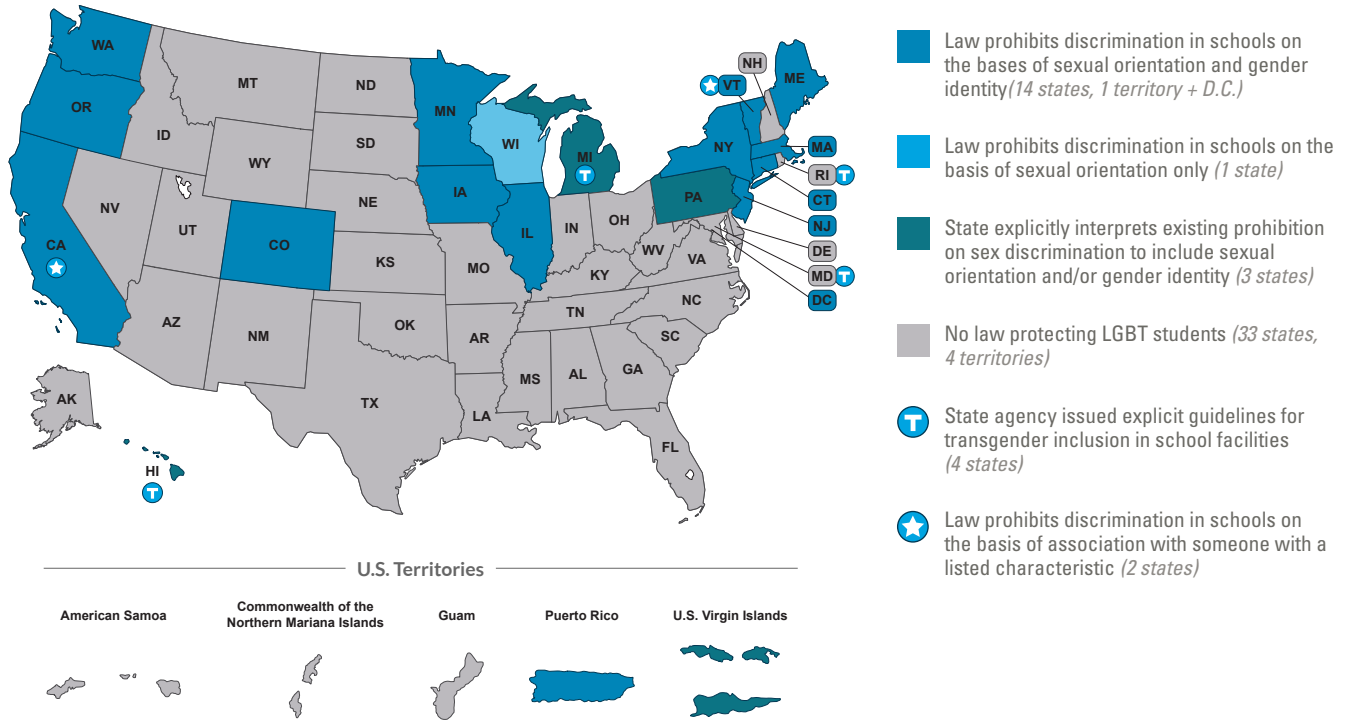 WA
OR
CA
ID
NV
MT
WY
UT
AZ
CO
NM
ND
SD
NE
KS
OK
TX
MN
IA
MO
AR
LA
WI
IL
MI
IN
OH
KY
TN
MS
AL
GA
FL
SC
NC
VA
WV
PA
NY
VT
NH
ME
MA
RI
T
CT
NJ
DE
MD
T
DC
T
AK
HI
T
Law prohibits discrimination in schools on
the bases of sexual orientation and gender
identity(14 states, 1 territory + D.C.)
Law prohibits discrimination in schools on the
basis of sexual orientation only (1 state)
State explicitly interprets existing prohibition
on sex discrimination to include sexual
orientation and/or gender identity (3 states)
No law protecting LGBT students (33 states,
4 territories)
T
State agency issued explicit guidelines for
transgender inclusion in school facilities
(4 states)
Law prohibits discrimination in schools on
the basis of association with someone with a
listed characteristic (2 states)
U.S. Territories
American Samoa
Commonwealth of the
Northern Mariana Islands
Guam
Puerto Rico
U.S. Virgin Islands